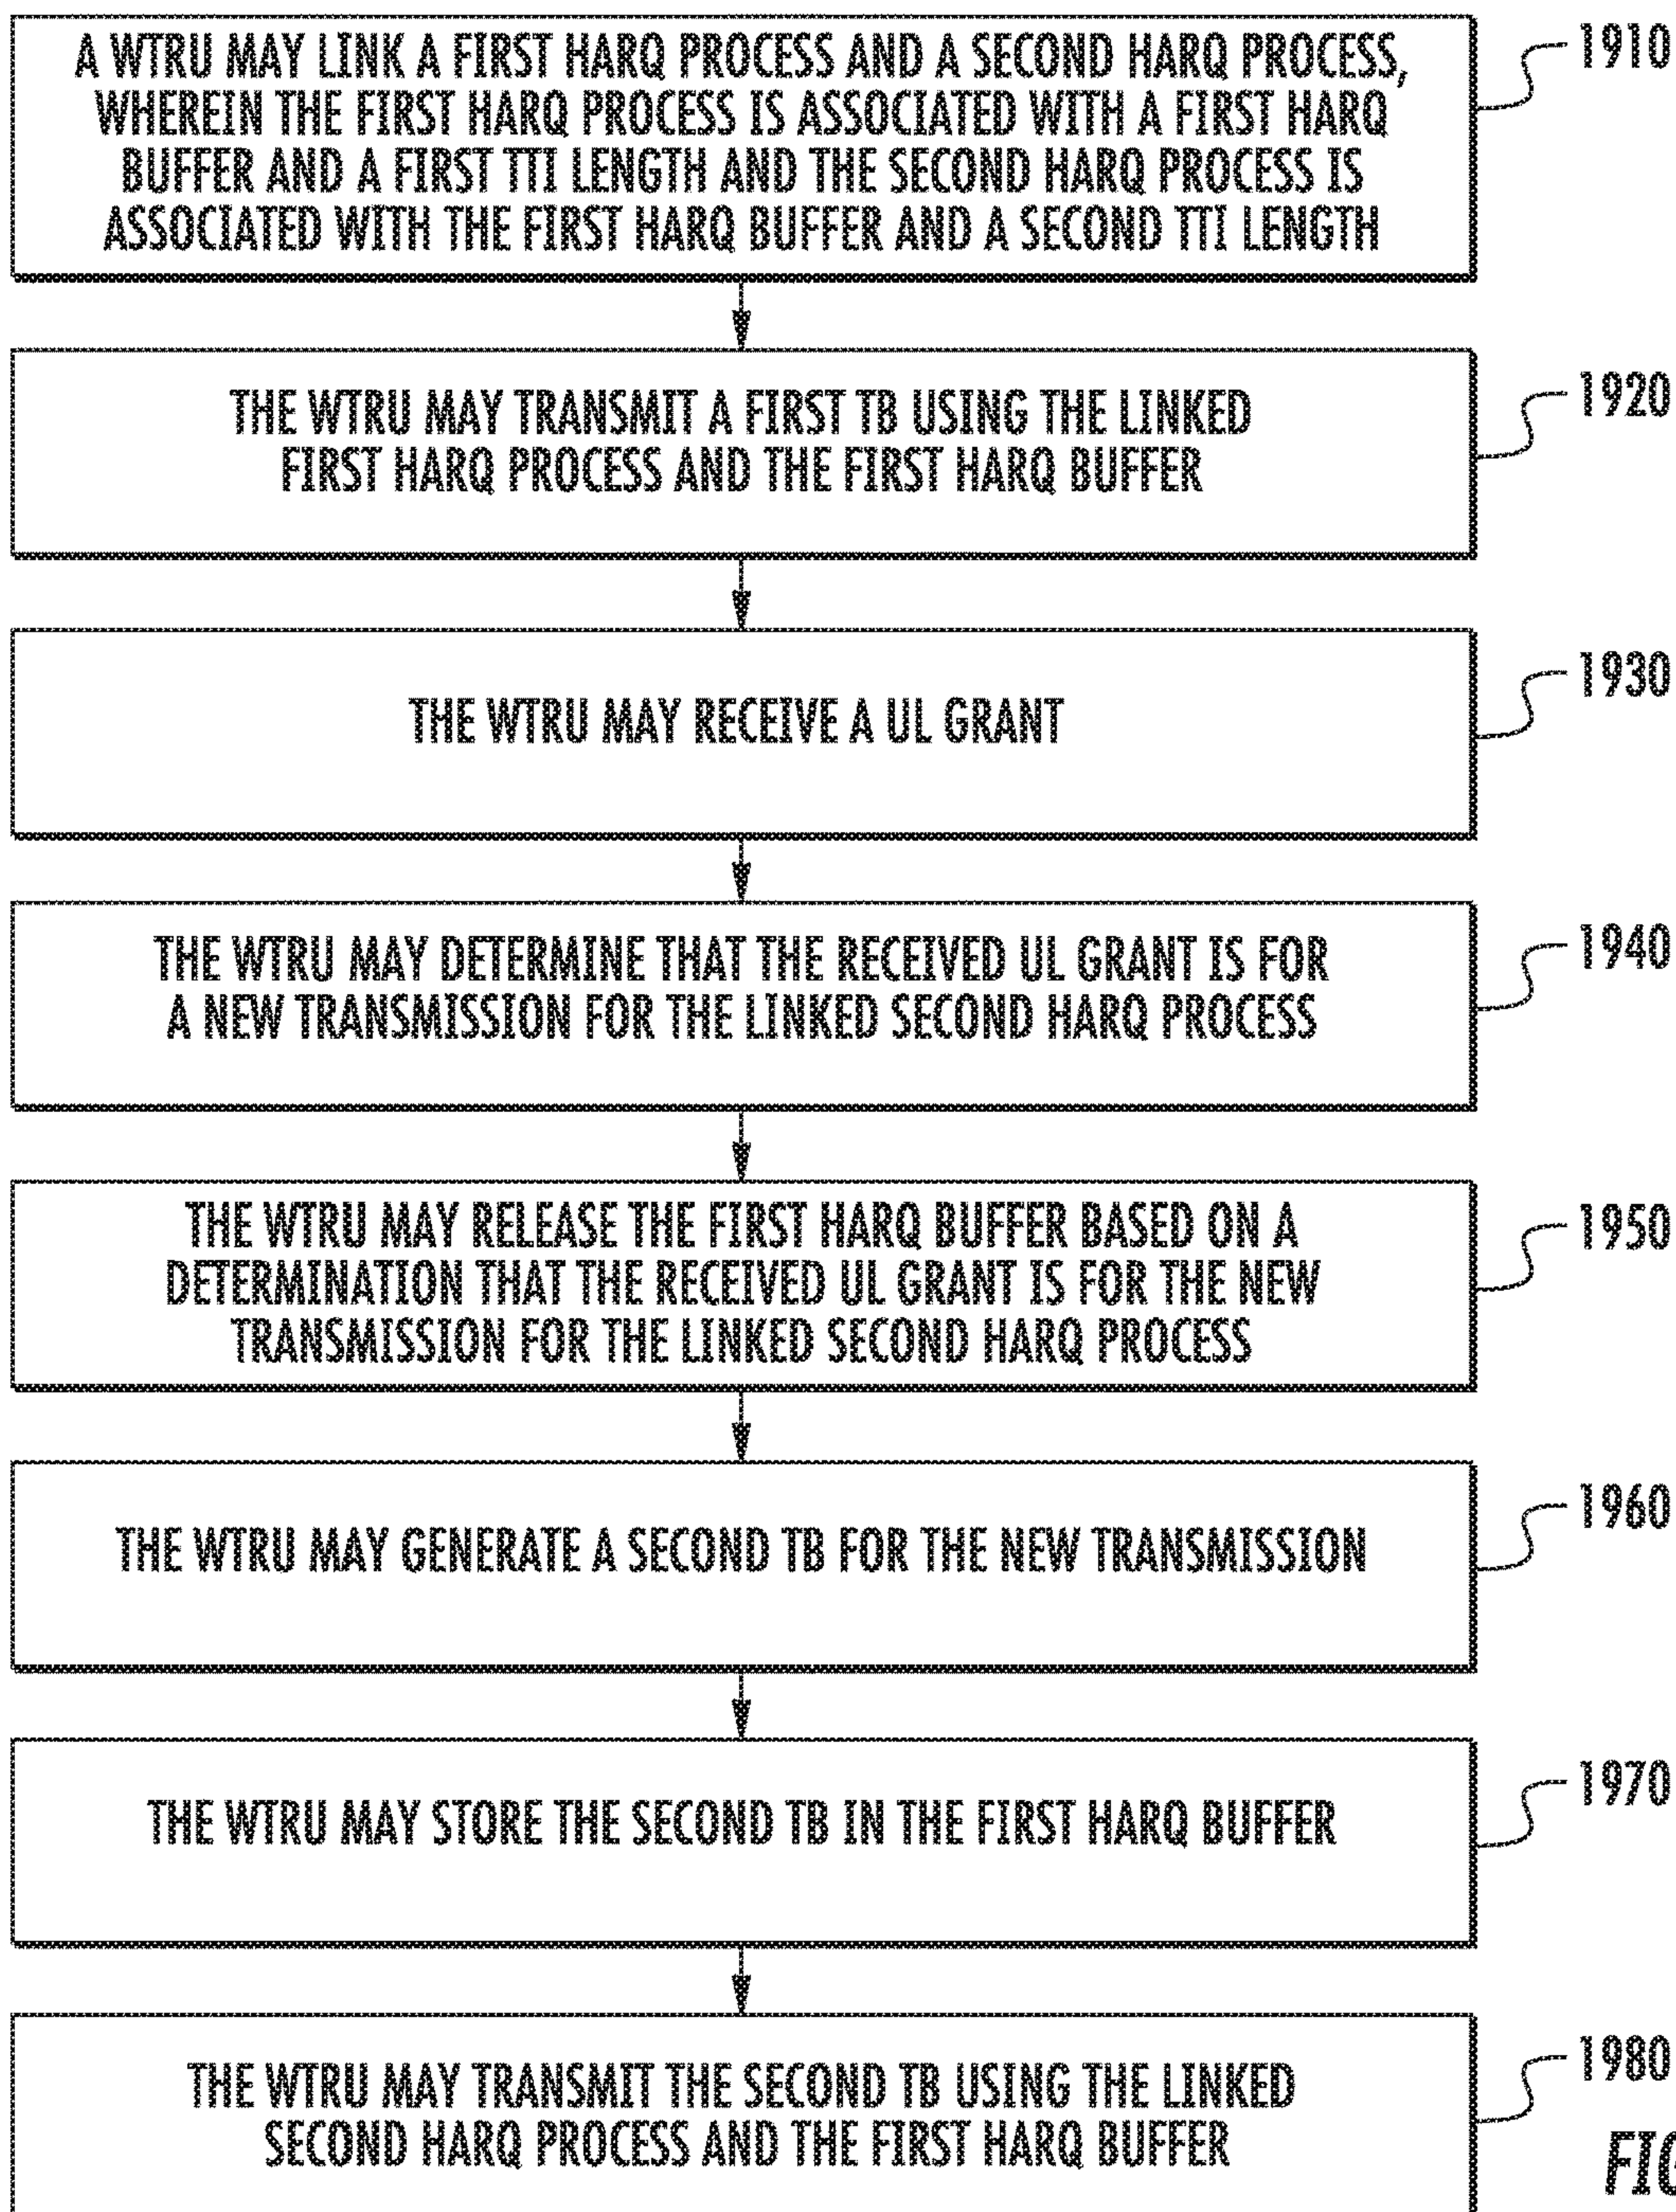 A WTRU MAY LINK A FIRST HARQ PROCESS AND A SECOND HARQ PROCESS,
WHEREIN THE FIRST HARQ PROCESS IS ASSOCIATED WITH A FIRST HARQ
BUFFER AND A FIRST TTI LENGTH AND THE SECOND HARQ PROCESS IS
ASSOCIATED WITH THE FIRST HARQ BUFFER AND A SECOND TTI LENGTH
1910
THE WTRU MAY TRANSMIT A FIRST TB USING THE LINKED
FIRST HARQ PROCESS AND THE FIRST HARQ BUFFER
1920
THE WTRU MAY RECEIVE A UL GRANT
1930
THE WTRU MAY DETERMINE THAT THE RECEIVED UL GRANT IS FOR
A NEW TRANSMISSION FOR THE LINKED SECOND HARQ PROCESS
1940
THE WTRU MAY RELEASE THE FIRST HARQ BUFFER BASED ON A
DETERMINATION THAT THE RECEIVED UL GRANT IS FOR THE NEW
TRANSMISSION FOR THE LINKED SECOND HARQ PROCESS
1950
THE WTRU MAY GENERATE A SECOND TB FOR THE NEW TRANSMISSION
1960
THE WTRU MAY STORE THE SECOND TB IN THE FIRST HARQ BUFFER
1970
THE WTRU MAY TRANSMIT THE SECOND TB USING THE LINKED
SECOND HARQ PROCESS AND THE FIRST HARQ BUFFER
1980
FIG